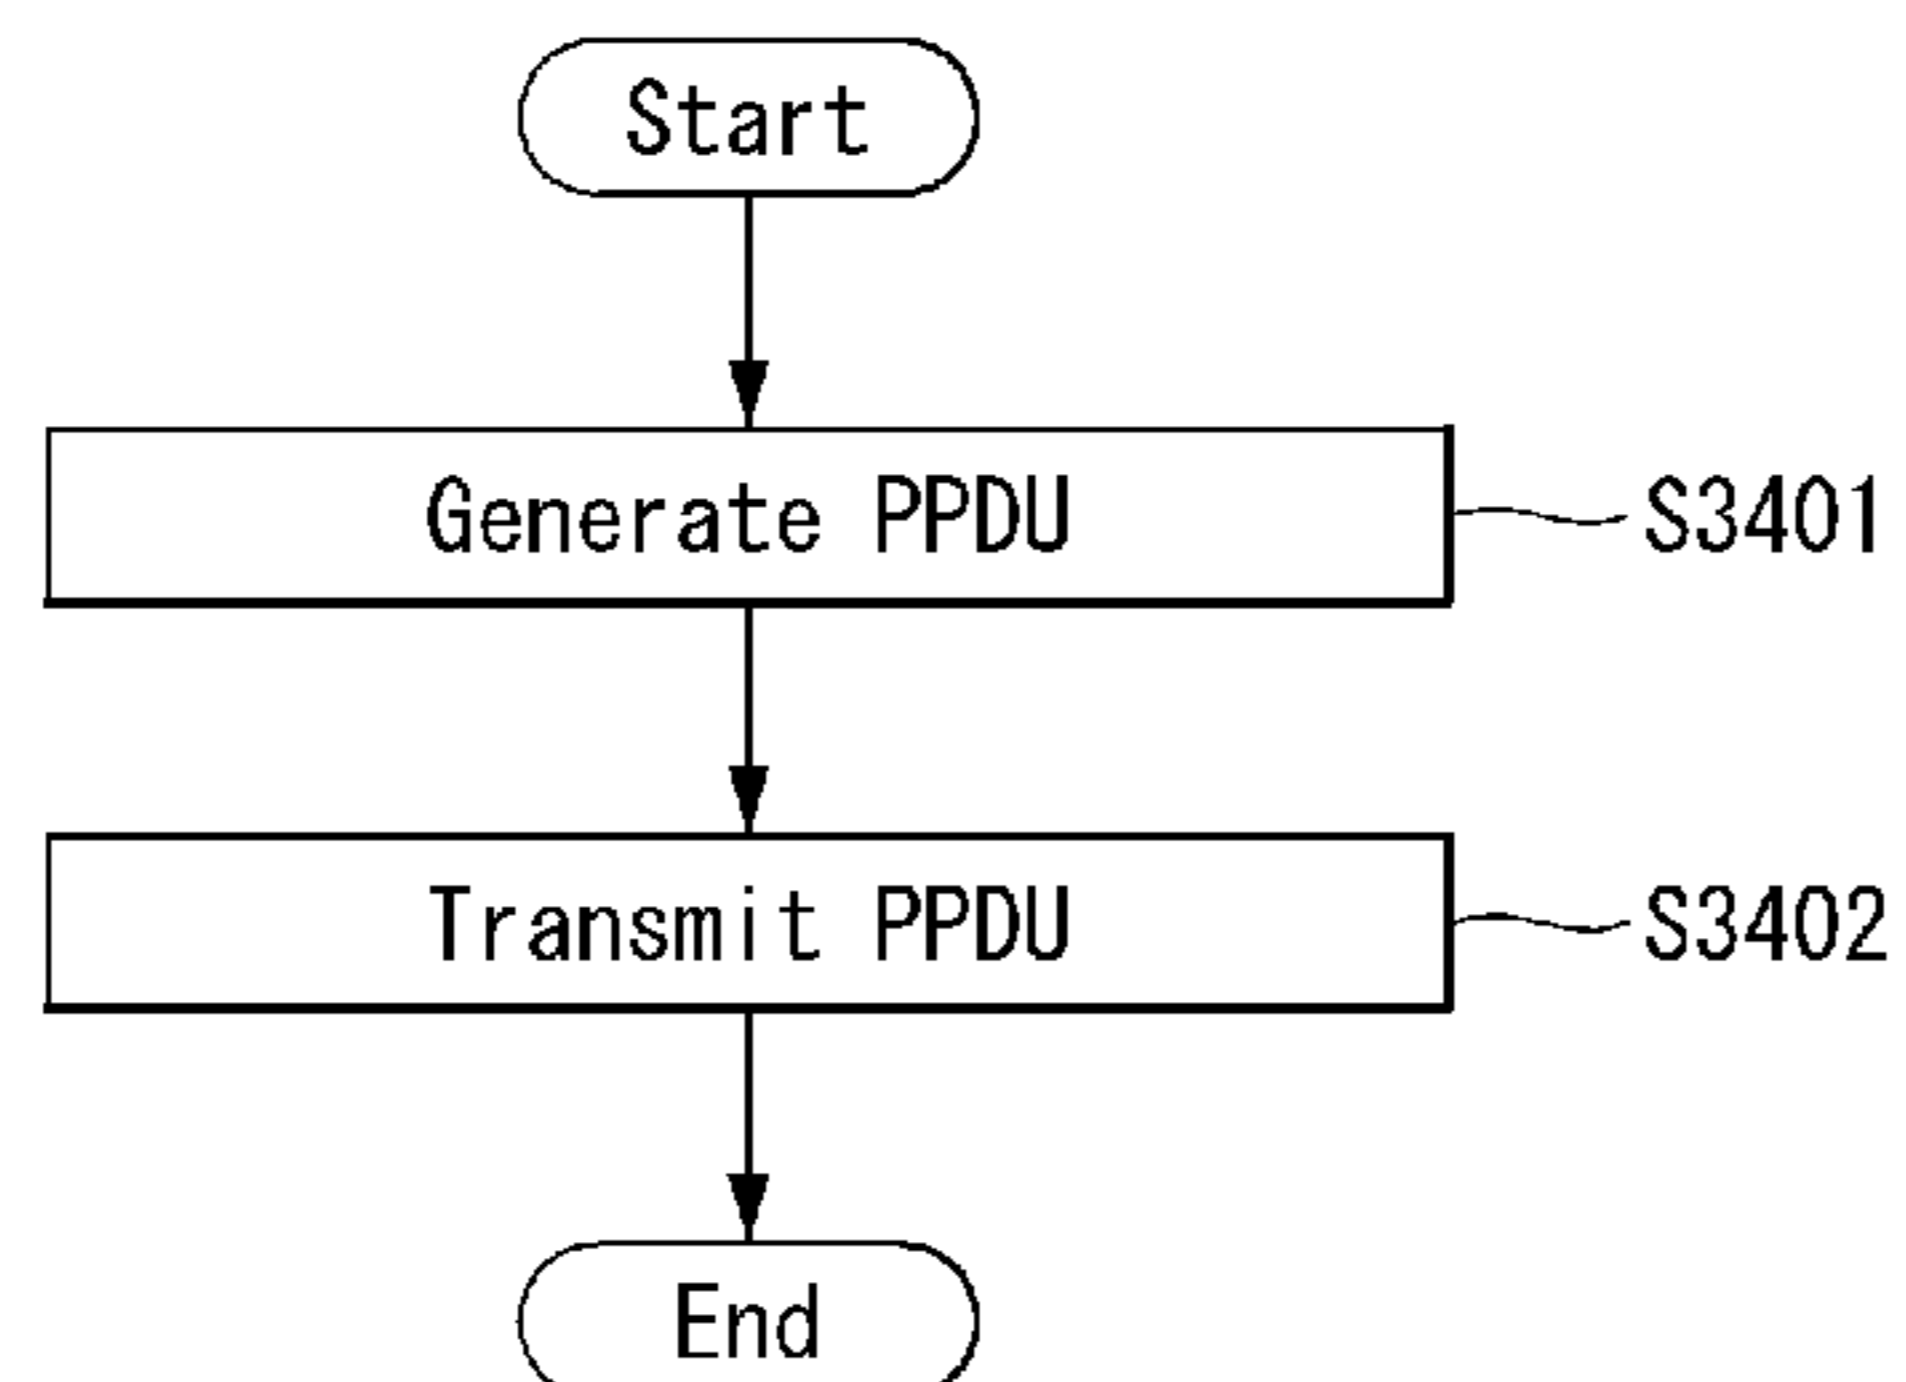 Start
Generate PPDU
S3401
Transmit PPDU
S3402
End